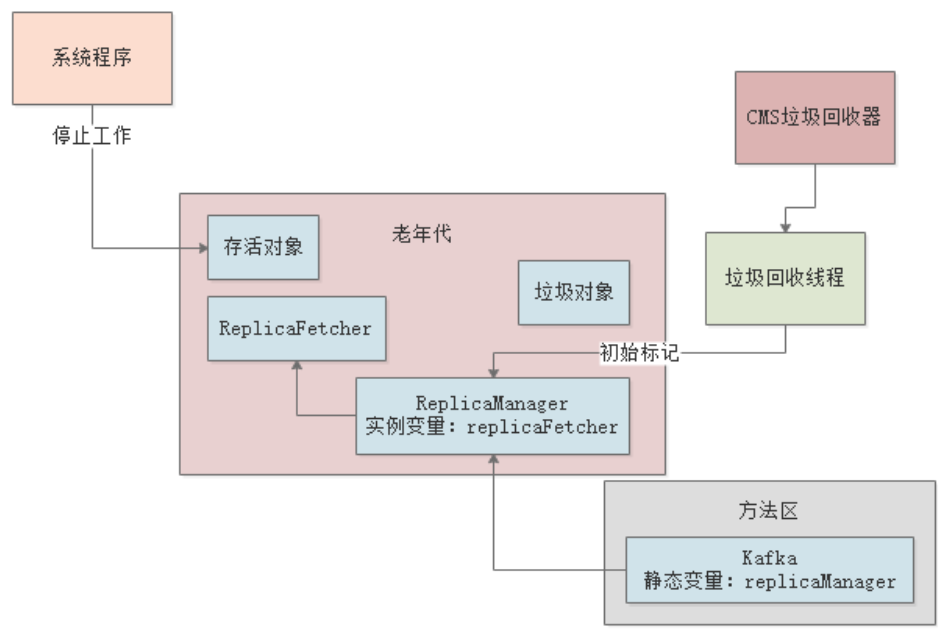 系统程序
停止工作
CMS垃圾回收器
老年代
存活对象
垃圾对象
垃圾回收线程
ReplicaFetcher
初始标记
ReplicaManager
实例变量：replicaFetcher
方法区
Kafka
静态变量：replicaManager